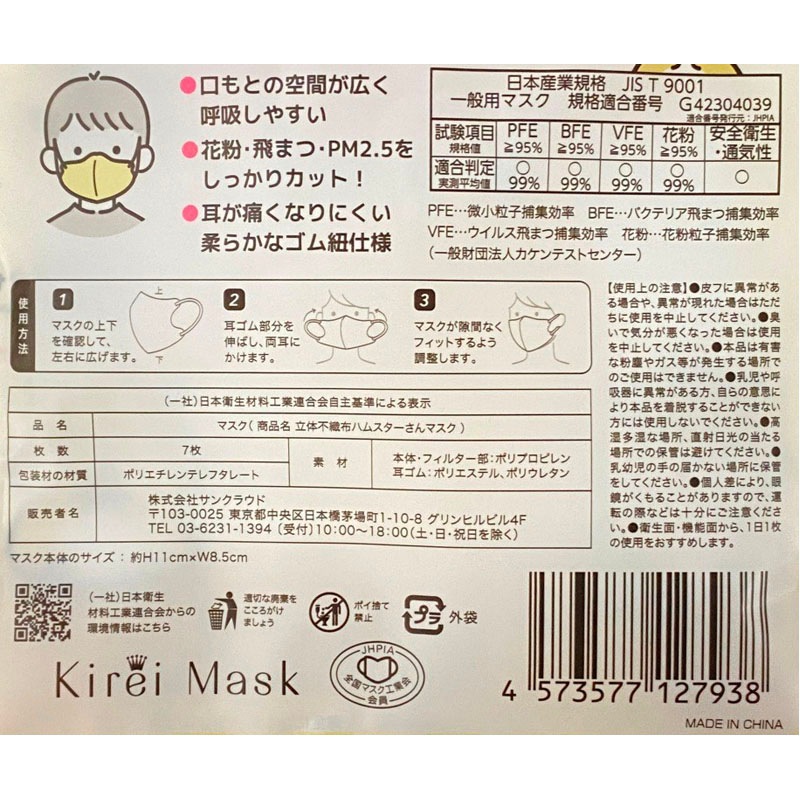 ●口もとの空間が広く
呼吸しやすい
●花粉・飛まつ・PM2.5を
しっかりカット！
●耳が痛くなりにくい
柔らかなゴム紐仕様
日本産業規格 JIS T 9001
一般用マスク 規格適合番号 G42304039
適合番号発行元：JHPIA
試験項目 PFE BFE VFE 花粉 安全衛生
規格値 ≧95% ≧95% ≧95% ≧95% ・通気性
適合判定 ○ ○ ○ ○ ○
実測平均値 99% 99% 99% 99%
PFE…微小粒子捕集効率 BFE…バクテリア飛まつ捕集効率
VFE…ウイルス飛まつ捕集効率 花粉…花粉粒子捕集効率
（一般財団法人カケンテストセンター）
使用方法
1
マスクの上下
を確認して、
左右に広げます。
上
下
2
耳ゴム部分を
伸ばし、両耳に
かけます。
3
マスクが隙間なく
フィットするよう
調整します。
【使用上の注意】●皮フに異常があ
る場合や、異常が現れた場合はただ
ちに使用を中止してください。●臭
いで気分が悪くなった場合は使用
を中止してください。●本品は有害
な粉塵やガス等が発生する場所で
のご使用はできません。●乳児や呼
吸器に異常がある方、自らの意思に
より本品を着脱することができない
方には使用しないでください。●高
温多湿な場所、直射日光の当たる
場所での保管は避けてください。●
乳幼児の手の届かない場所に保管
をしてください。●個人差により、眼
鏡がくもることがありますので、運
転の際などは十分にご注意くださ
い。●衛生面・機能面から、1日1枚
の使用をおすすめします。
（一社）日本衛生材料工業連合会自主基準による表示
品名 マスク（商品名 立体不織布ハムスターさんマスク）
枚数 7枚
素材 本体・フィルター部：ポリプロピレン
耳ゴム：ポリエステル、ポリウレタン
包装材の材質 ポリエチレンテレフタレート
販売者名 株式会社サンクラウド
〒103-0025 東京都中央区日本橋茅場町1-10-8 グリンヒルビル4F
TEL 03-6231-1394（受付）10:00～18:00（土・日・祝日を除く）
マスク本体のサイズ：約H11cm×W8.5cm
（一社）日本衛生
材料工業連合会からの
環境情報はこちら
適切な廃棄を
こころがけ
ましょう
ポイ捨て
禁止
プラ
外袋
Kirei Mask
JHPIA
全国マスク工業会
会員
4 573577 127938
MADE IN CHINA